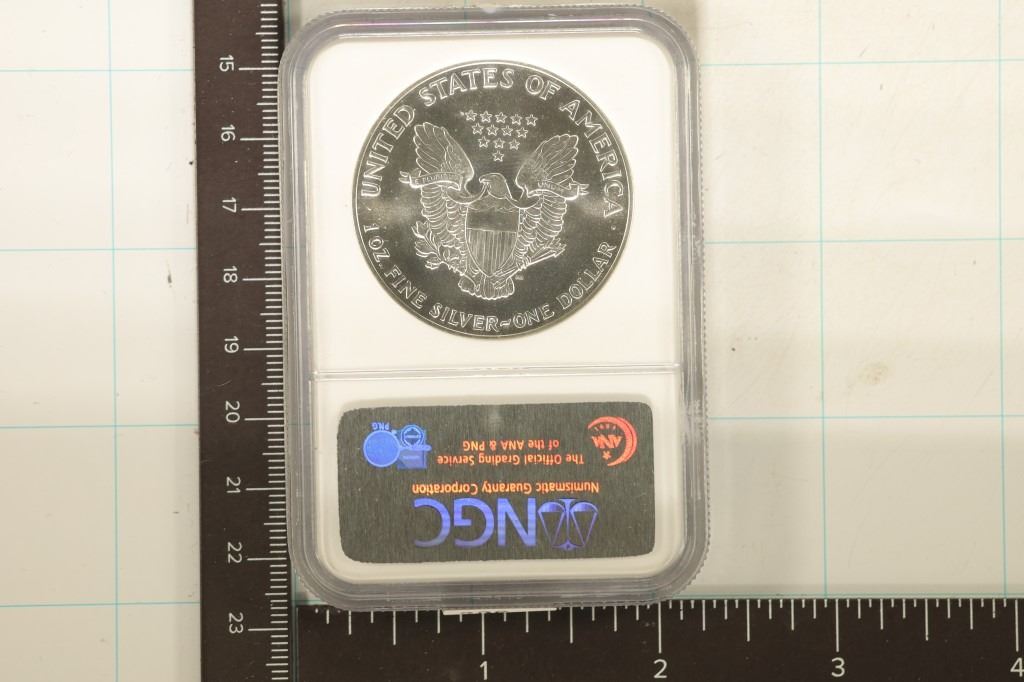 15
16
17
18
19
20
21
22
23
UNITED STATES OF AMERICA
E PLURIBUS UNUM
1 OZ. FINE SILVER~ONE DOLLAR
NGC
Numismatic Guaranty Corporation
The Official Grading Service
of the ANA & PNG
ANA
1891
PNG
1 2 3 4